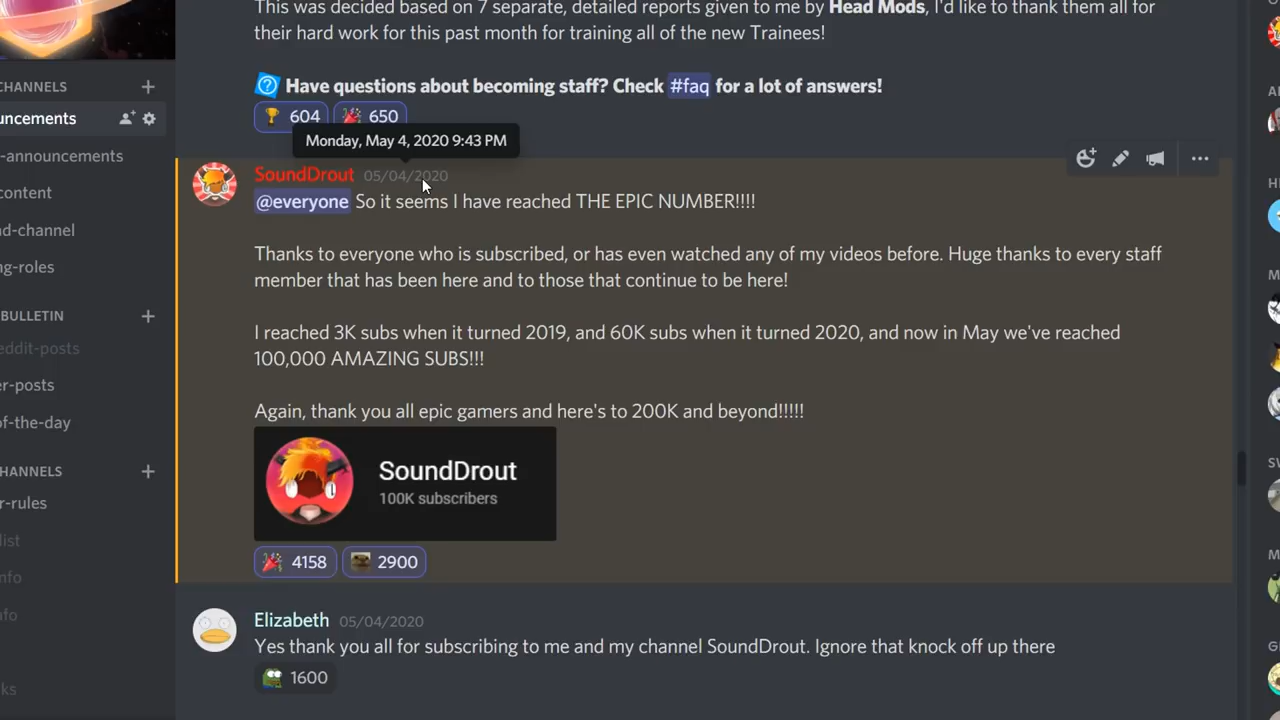 This was decided based on 7 separate, detailed reports given to me by Head Mods, I'd like to thank them all for
their hard work for this past month for training all of the new Trainees!
CHANNELS
Have questions about becoming staff? Check #faq for a lot of answers!
uncements
604 650
Monday, May 4, 2020 9:43 PM
-announcements
SoundDrout 05/04/2020
content
@everyone So it seems I have reached THE EPIC NUMBER!!!!
d-channel
Thanks to everyone who is subscribed, or has even watched any of my videos before. Huge thanks to every staff
ng-roles
member that has been here and to those that continue to be here!
BULLETIN
I reached 3K subs when it turned 2019, and 60K subs when it turned 2020, and now in May we've reached
eddit-posts
100,000 AMAZING SUBS!!!
er-posts
Again, thank you all epic gamers and here's to 200K and beyond!!!!!
of-the-day
SoundDrout
HANNELS
100K subscribers
r-rules
list
4158 2900
nfo
fo
Elizabeth 05/04/2020
Yes thank you all for subscribing to me and my channel SoundDrout. Ignore that knock off up there
1600
ks